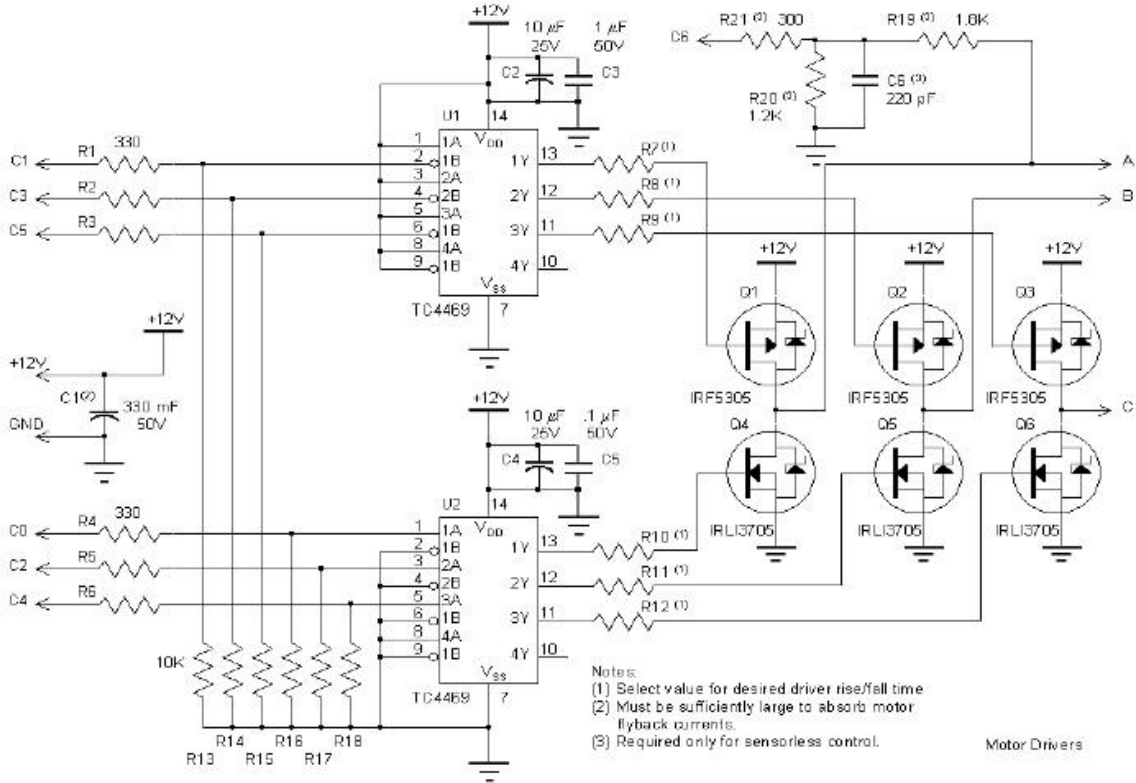 +12V
10 µF
25V
1 µF
50V
C2
C3
R21 (3) 300
R19 (3) 1.8K
C6
R20 (3)
1.2K
C6 (3)
220 pF
U1
14
VDD
330
C1
R1
1
1A
2
1B
1Y
13
R7(1)
A
C3
R2
3
2A
4
2B
2Y
12
R8 (1)
B
C5
R3
5
3A
6
1B
3Y
11
R9 (1)
8
4A
9
1B
4Y
10
VSS
TC4469
7
+12V
+12V
+12V
Q1
Q2
Q3
IRF5305
IRF5305
IRF5305
+12V
+12V
C1(2)
330 mF
50V
GND
C
+12V
10 µF
25V
.1 µF
50V
C4
C5
Q4
Q5
Q6
IRLI3705
IRLI3705
IRLI3705
U2
14
VDD
330
C0
R4
1
1A
2
1B
1Y
13
R10 (1)
C2
R5
3
2A
4
2B
2Y
12
R11 (1)
C4
R6
5
3A
6
1B
3Y
11
R12 (1)
8
4A
9
1B
4Y
10
VSS
TC4469
7
10K
R14
R16
R18
R13
R15
R17
Notes:
(1) Select value for desired driver rise/fall time
(2) Must be sufficiently large to absorb motor
flyback currents.
(3) Required only for sensorless control.
Motor Drivers